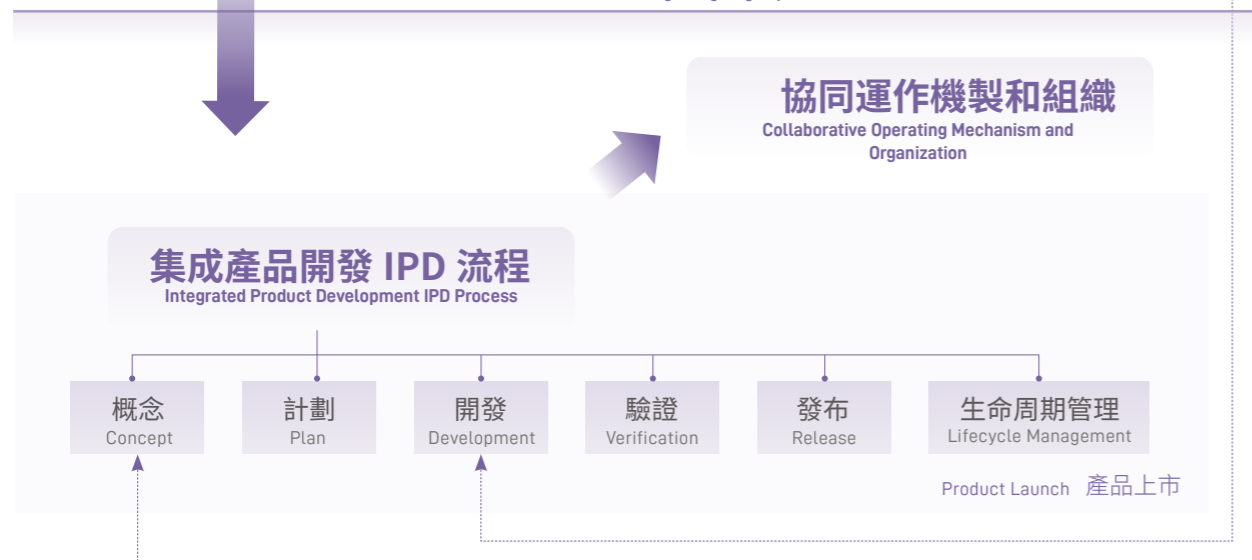 協同運作機製和組織
Collaborative Operating Mechanism and
Organization
集成產品開發 IPD 流程
Integrated Product Development IPD Process
概念
Concept
計劃
Plan
開發
Development
驗證
Verification
發布
Release
生命周期管理
Lifecycle Management
Product Launch 產品上市